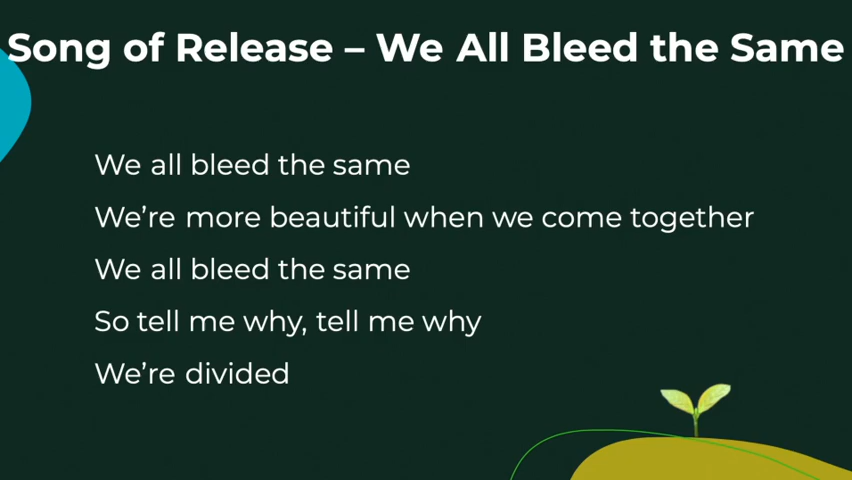 Song of Release – We All Bleed the Same
We all bleed the same
We’re more beautiful when we come together
We all bleed the same
So tell me why, tell me why
We’re divided